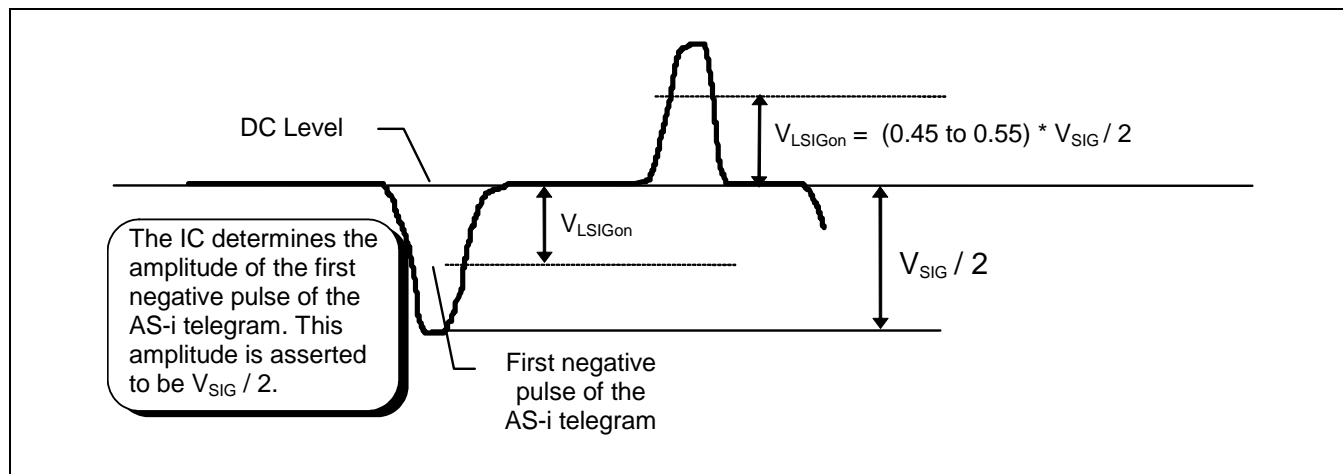 DC Level
V_LSIGon = (0.45 to 0.55) * V_SIG / 2
V_LSIGon
V_SIG / 2
The IC determines the
amplitude of the first
negative pulse of the
AS-i telegram. This
amplitude is asserted
to be V_SIG / 2.
First negative
pulse of the
AS-i telegram